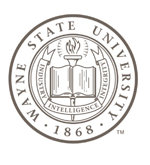 WAYNE STATE UNIVERSITY
INDUSTRY
INTELLIGENCE
INTEGRITY
· 1868 ·
TM